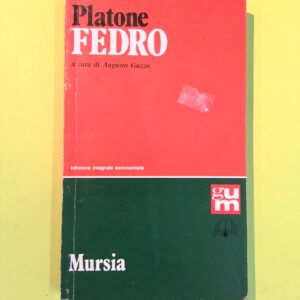 Platone
FEDRO
a cura di Augusto Guzzo
edizione integrale commentata
gum
Mursia